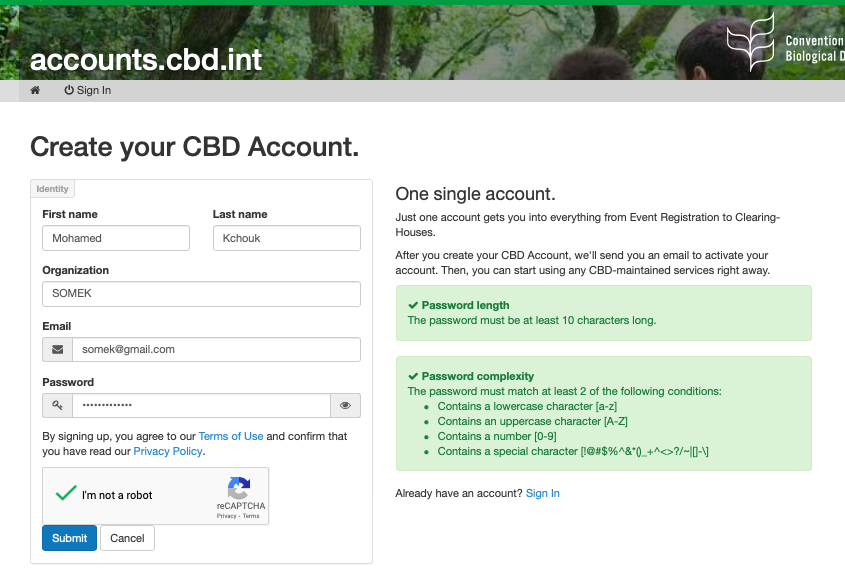 accounts.cbd.int
Convention
Biological D
Sign In
Create your CBD Account.
Identity
First name
Last name
Mohamed
Kchouk
Organization
SOMEK
Email
somek@gmail.com
Password
•••••••••••••
By signing up, you agree to our Terms of Use and confirm that
you have read our Privacy Policy.
I'm not a robot
reCAPTCHA
Privacy - Terms
Submit
Cancel
One single account.
Just one account gets you into everything from Event Registration to Clearing-
Houses.
After you create your CBD Account, we'll send you an email to activate your
account. Then, you can start using any CBD-maintained services right away.
Password length
The password must be at least 10 characters long.
Password complexity
The password must match at least 2 of the following conditions:
• Contains a lowercase character [a-z]
• Contains an uppercase character [A-Z]
• Contains a number [0-9]
• Contains a special character [!@#$%^&*()_+^<>?/~|[]-\]
Already have an account? Sign In